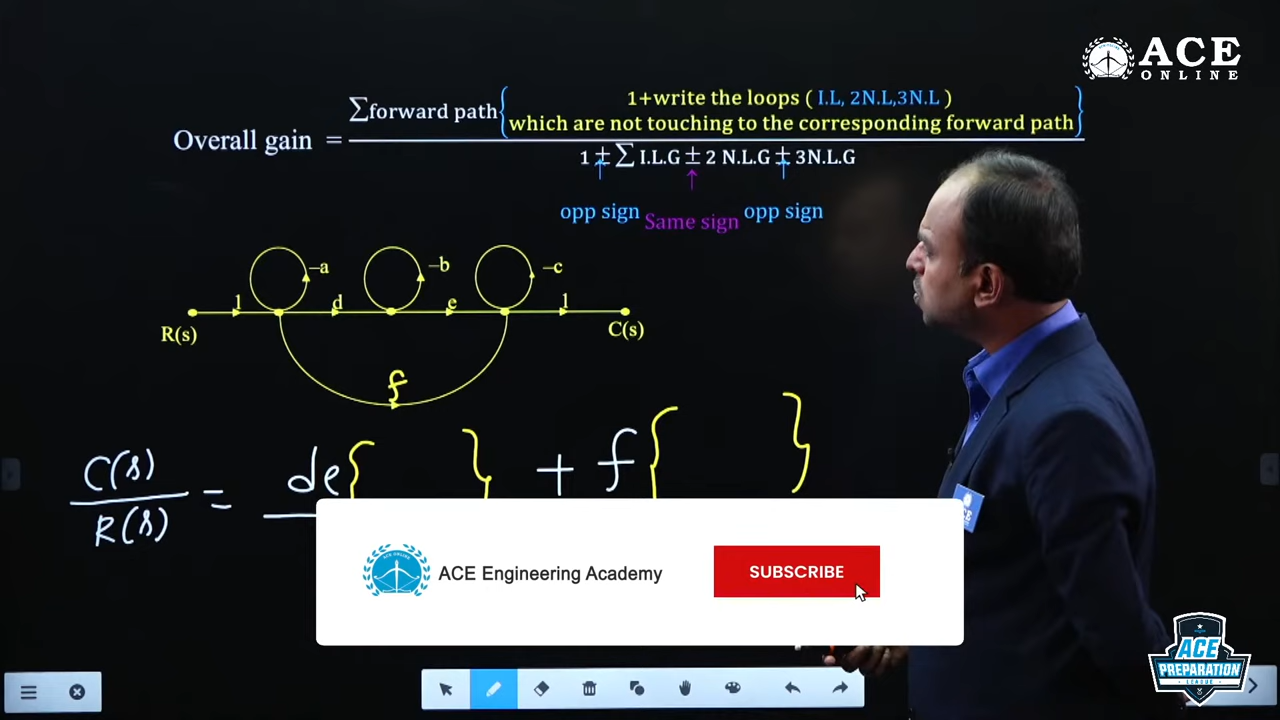 ACE
ONLINE
Overall gain = ∑forward path{ 1+write the loops ( I.L, 2N.L,3N.L )
which are not touching to the corresponding forward path }
1 ± ∑ I.L.G ± 2 N.L.G ± 3N.L.G
opp sign Same sign opp sign
–a –b –c
1 d e 1
R(s) C(s)
f
C(s)/R(s) = de{ } + f{ }
ACE Engineering Academy SUBSCRIBE
ACE
PREPARATION
LEAGUE